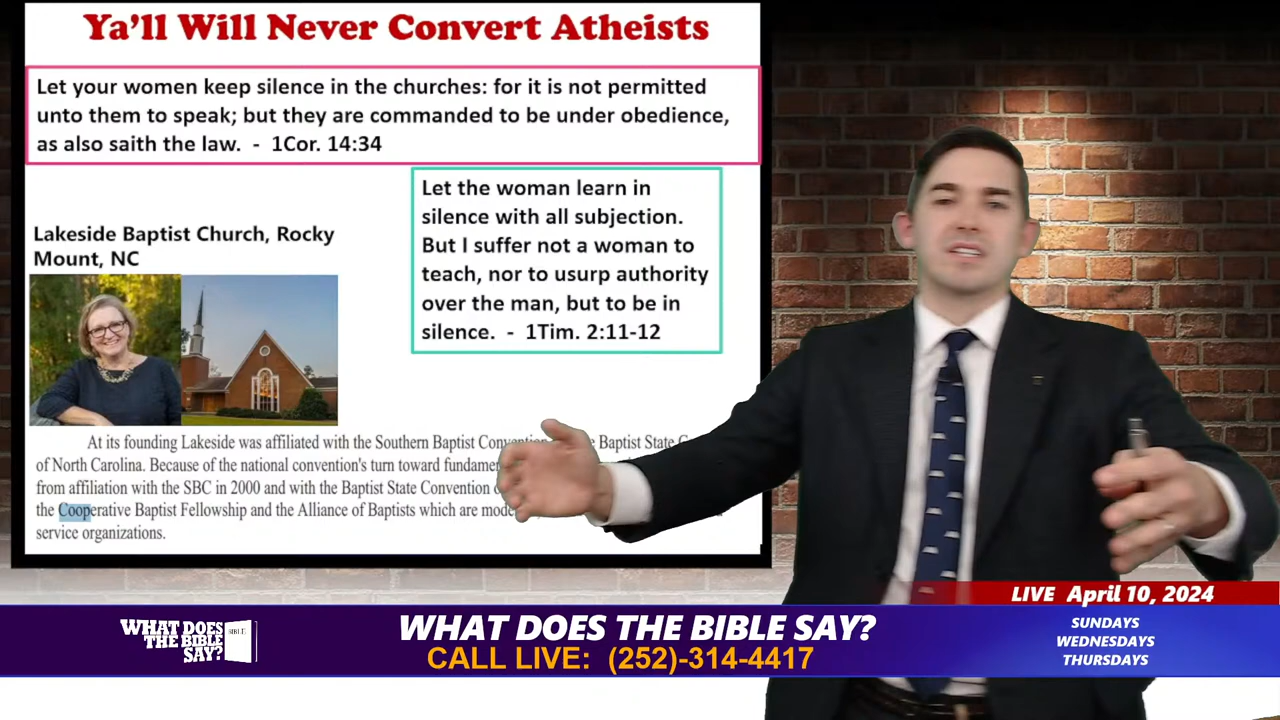 Ya'll Will Never Convert Atheists
Let your women keep silence in the churches: for it is not permitted
unto them to speak; but they are commanded to be under obedience,
as also saith the law. - 1Cor. 14:34
Let the woman learn in
silence with all subjection.
But I suffer not a woman to
teach, nor to usurp authority
over the man, but to be in
silence. - 1Tim. 2:11-12
Lakeside Baptist Church, Rocky
Mount, NC
At its founding Lakeside was affiliated with the Southern Baptist Baptist State
of North Carolina. Because of the national convention's turn toward
from affiliation with the SBC in 2000 and with the Baptist State Convention
the Cooperative Baptist Fellowship and the Alliance of Baptists which are
service organizations.
LIVE April 10, 2024
WHAT DOES
THE BIBLE
SAY?
BIBLE
WHAT DOES THE BIBLE SAY?
CALL LIVE: (252)-314-4417
SUNDAYS
WEDNESDAYS
THURSDAYS